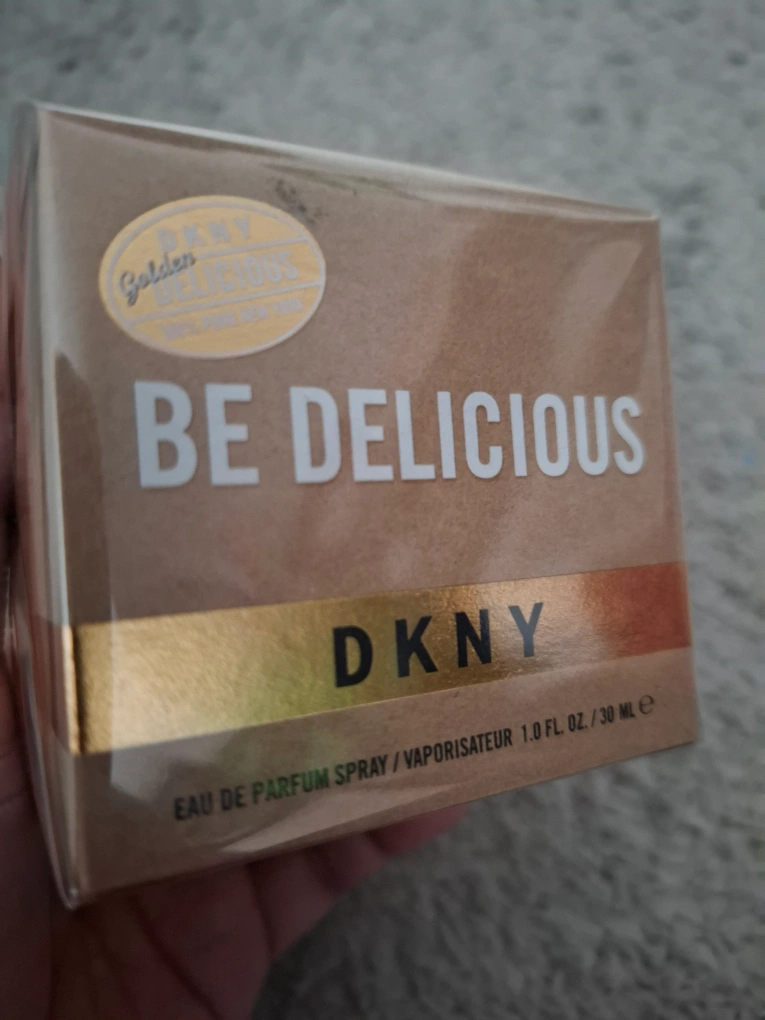 DKNY
Golden
DELICIOUS
BE DELICIOUS
DKNY
EAU DE PARFUM SPRAY / VAPORISATEUR 1.0 FL. OZ. / 30 ML ℮